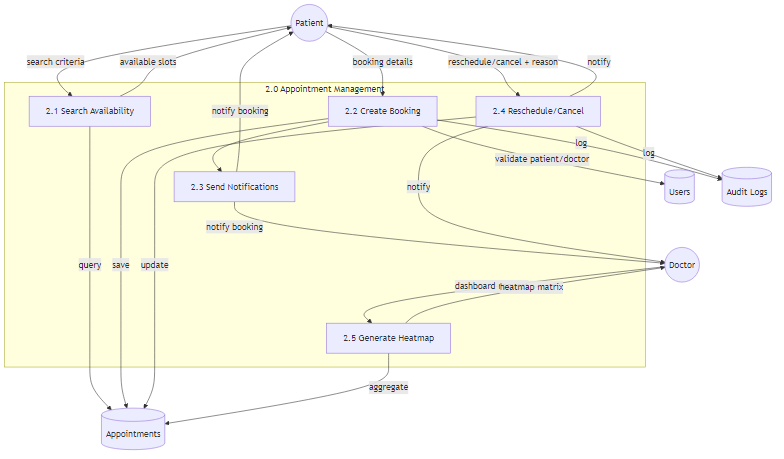 Patient
search criteria
available slots
booking details
reschedule/cancel + reason
notify
2.0 Appointment Management
2.1 Search Availability
notify booking
2.2 Create Booking
2.4 Reschedule/Cancel
log
log
validate patient/doctor
2.3 Send Notifications
notify
Users
Audit Logs
notify booking
query
save
update
Doctor
dashboard
heatmap matrix
2.5 Generate Heatmap
aggregate
Appointments